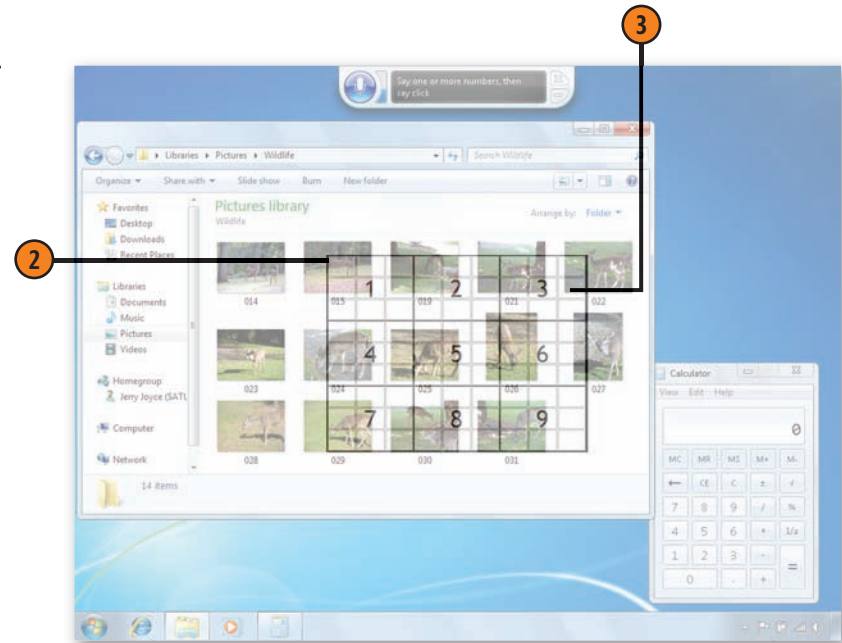 3
Say one or more numbers, then
say click
Libraries ▸ Pictures ▸ Wildlife
Search Wildlife
Organize Share with Slide show Burn New folder
Favorites
Desktop
Downloads
Recent Places
Libraries
Documents
Music
Pictures
Videos
Homegroup
Jerry Joyce (SATU
Computer
Network
Pictures library
Wildlife
Arrange by: Folder
2
1 2 3
014 015 019 021 022
4 5 6
023 024 025 026 027
7 8 9
028 029 030 031
14 items
Calculator
View Edit Help
0
MC MR MS M+ M-
← CE C ± √
7 8 9 / %
4 5 6 * 1/x
1 2 3 - =
0 . +